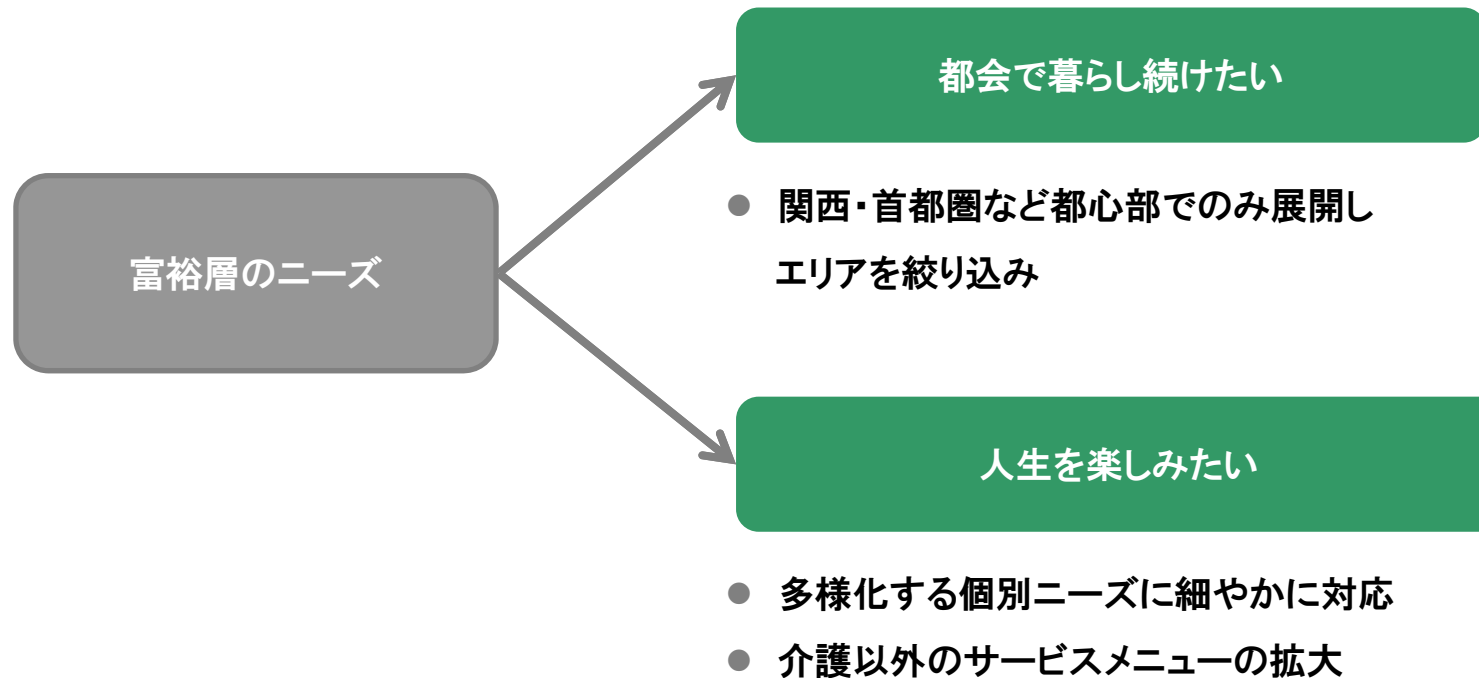 富裕層のニーズ
都会で暮らし続けたい
● 関西・首都圏など都心部でのみ展開し
エリアを絞り込み
人生を楽しみたい
● 多様化する個別ニーズに細やかに対応
● 介護以外のサービスメニューの拡大